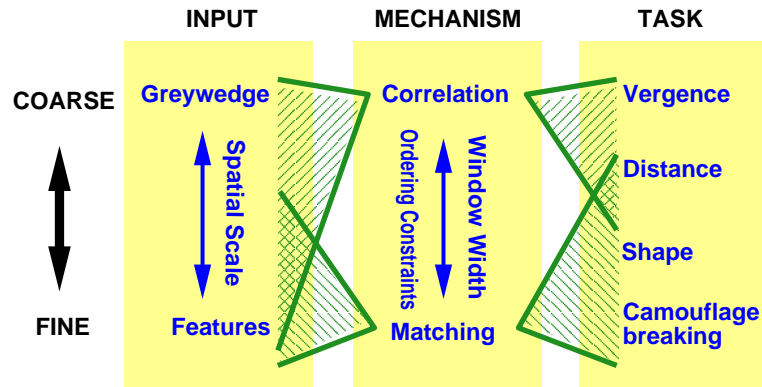 INPUT
MECHANISM
TASK
COARSE
FINE
Greywedge
Spatial Scale
Features
Correlation
Ordering Constraints
Window Width
Matching
Vergence
Distance
Shape
Camouflage
breaking